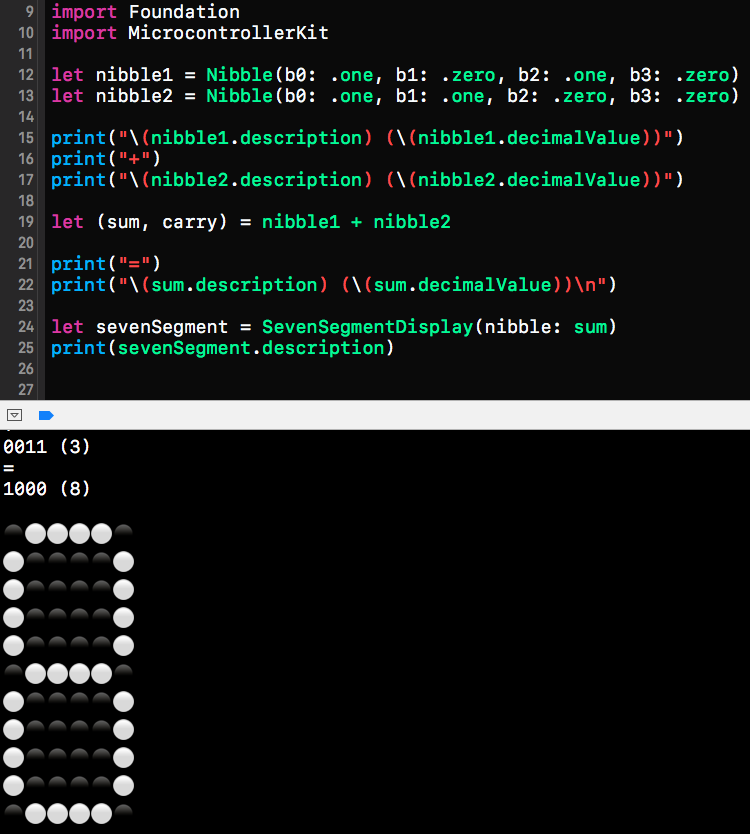 9 import Foundation
10 import MicrocontrollerKit
11
12 let nibble1 = Nibble(b0: .one, b1: .zero, b2: .one, b3: .zero)
13 let nibble2 = Nibble(b0: .one, b1: .one, b2: .zero, b3: .zero)
14
15 print("\(nibble1.description) (\(nibble1.decimalValue))")
16 print("+")
17 print("\(nibble2.description) (\(nibble2.decimalValue))")
18
19 let (sum, carry) = nibble1 + nibble2
20
21 print("=")
22 print("\(sum.description) (\(sum.decimalValue))\n")
23
24 let sevenSegment = SevenSegmentDisplay(nibble: sum)
25 print(sevenSegment.description)
26
27
0011 (3)
=
1000 (8)